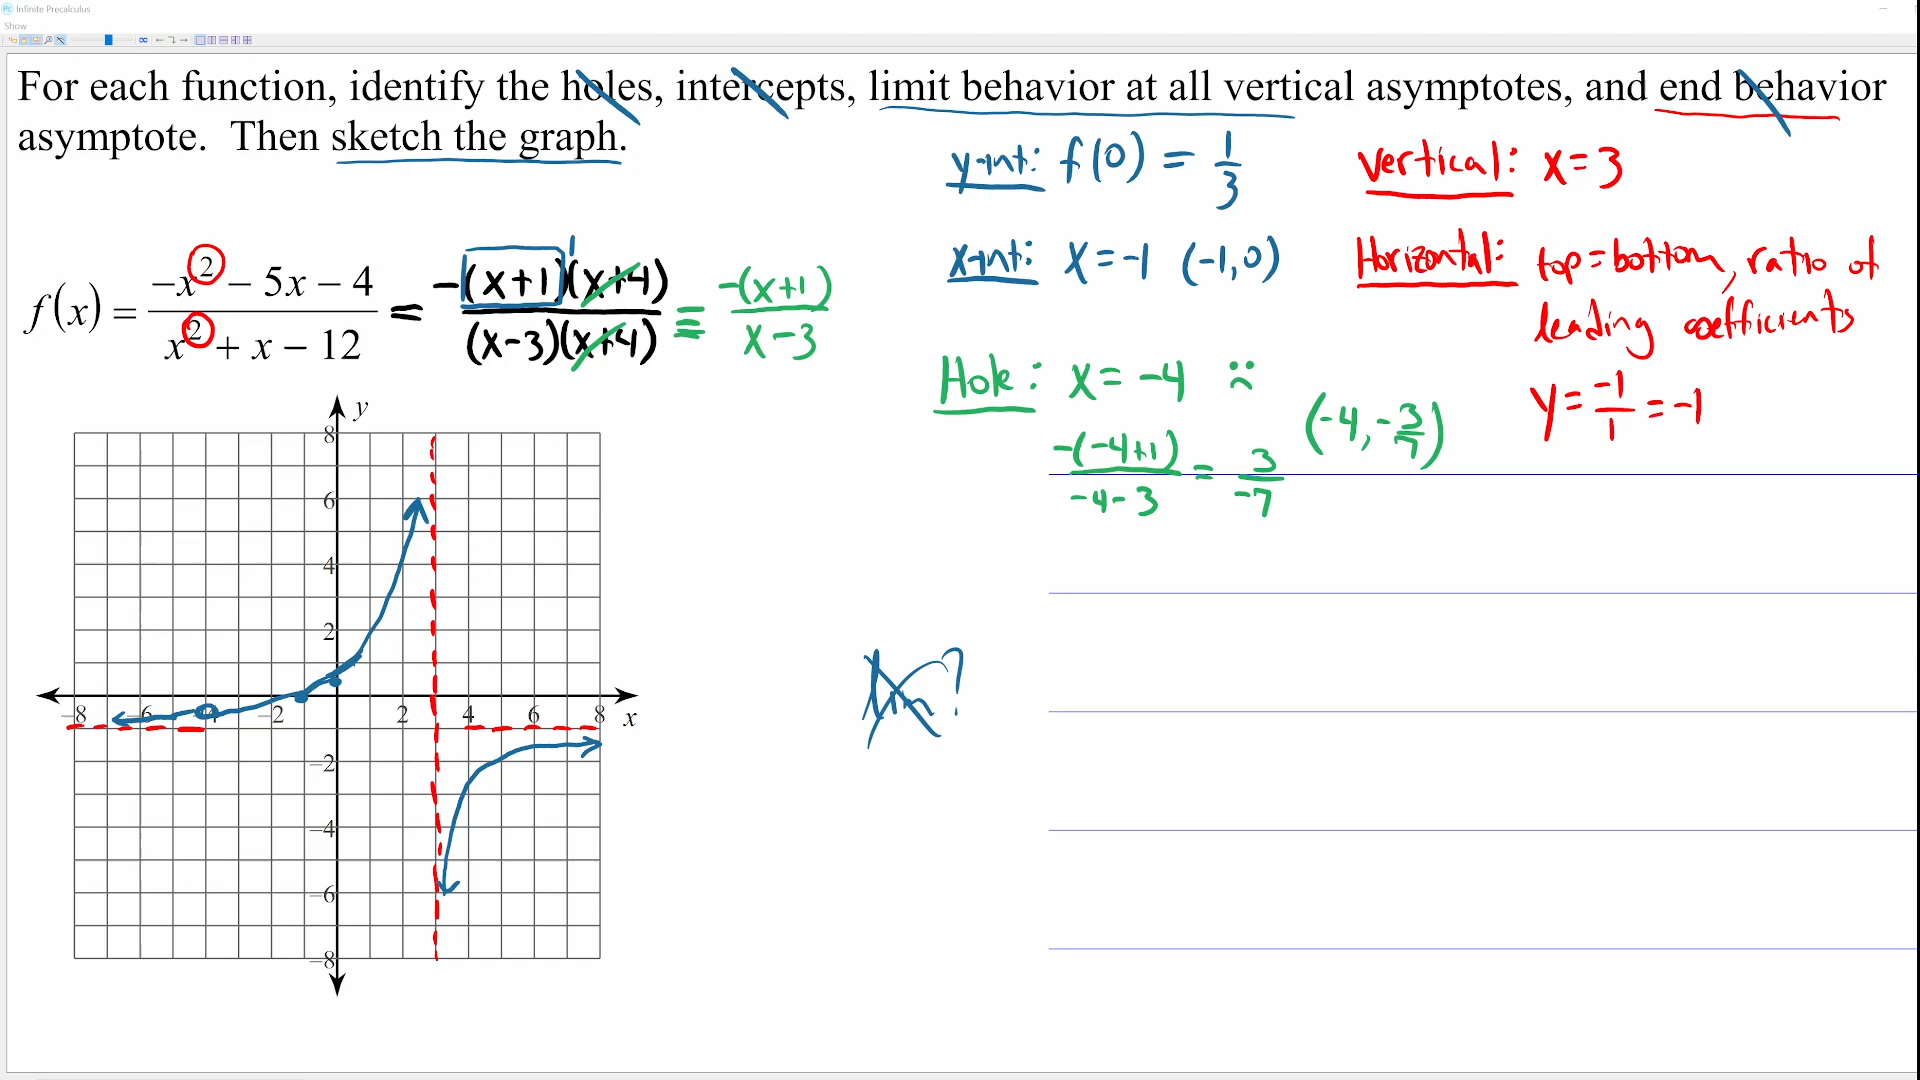 Infinite Precalculus
Show
For each function, identify the holes, intercepts, limit behavior at all vertical asymptotes, and end behavior
asymptote. Then sketch the graph.
y-int: f(0) = 1/3
x-int: x = -1 (-1, 0)
Vertical: x = 3
Horizontal: top = bottom, ratio of
leading coefficients
y = -1/1 = -1
f(x) = (-x² - 5x - 4)/(x² + x - 12) = -(x+1)(x+4)/((x-3)(x+4)) ≡ -(x+1)/(x-3)
1
Hole: x = -4
-(-4+1)/(-4-3) = 3/-7 (-4, -3/7)
y
8
6
4
2
-8 -6 -4 -2 2 4 6 8 x
-2
-4
-6
-8
?